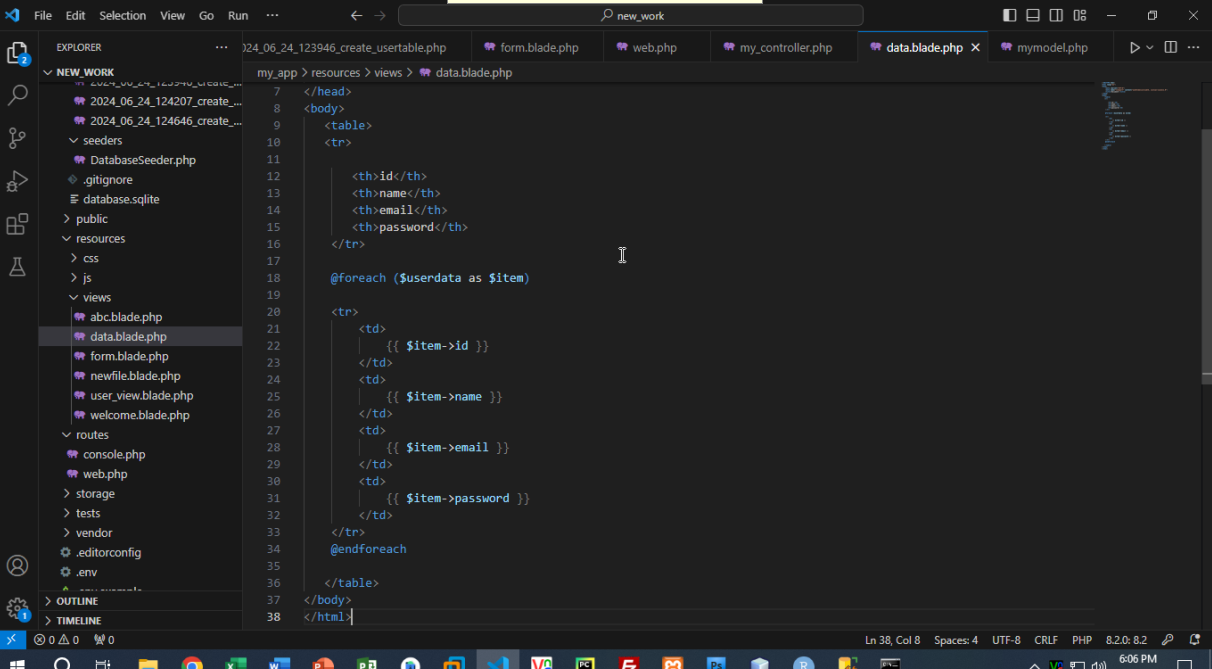 File Edit Selection View Go Run ··· new_work
EXPLORER ···
024_06_24_123946_create_usertable.php form.blade.php web.php my_controller.php data.blade.php mymodel.php ···
my_app > resources > views > data.blade.php
NEW_WORK
2024_06_24_123946_create_...
2024_06_24_124207_create_...
2024_06_24_124646_create_...
seeders
DatabaseSeeder.php
.gitignore
database.sqlite
public
resources
css
js
views
abc.blade.php
data.blade.php
form.blade.php
newfile.blade.php
user_view.blade.php
welcome.blade.php
routes
console.php
web.php
storage
tests
vendor
.editorconfig
.env
.env.example
OUTLINE
TIMELINE
2
1
7 </head>
8 <body>
9 <table>
10 <tr>
11
12 <th>id</th>
13 <th>name</th>
14 <th>email</th>
15 <th>password</th>
16 </tr>
17
18 @foreach ($userdata as $item)
19
20 <tr>
21 <td>
22 {{ $item->id }}
23 </td>
24 <td>
25 {{ $item->name }}
26 </td>
27 <td>
28 {{ $item->email }}
29 </td>
30 <td>
31 {{ $item->password }}
32 </td>
33 </tr>
34 @endforeach
35
36 </table>
37 </body>
38 </html>
0 0 0 Ln 38, Col 8 Spaces: 4 UTF-8 CRLF PHP 8.2.0: 8.2
6:06 PM